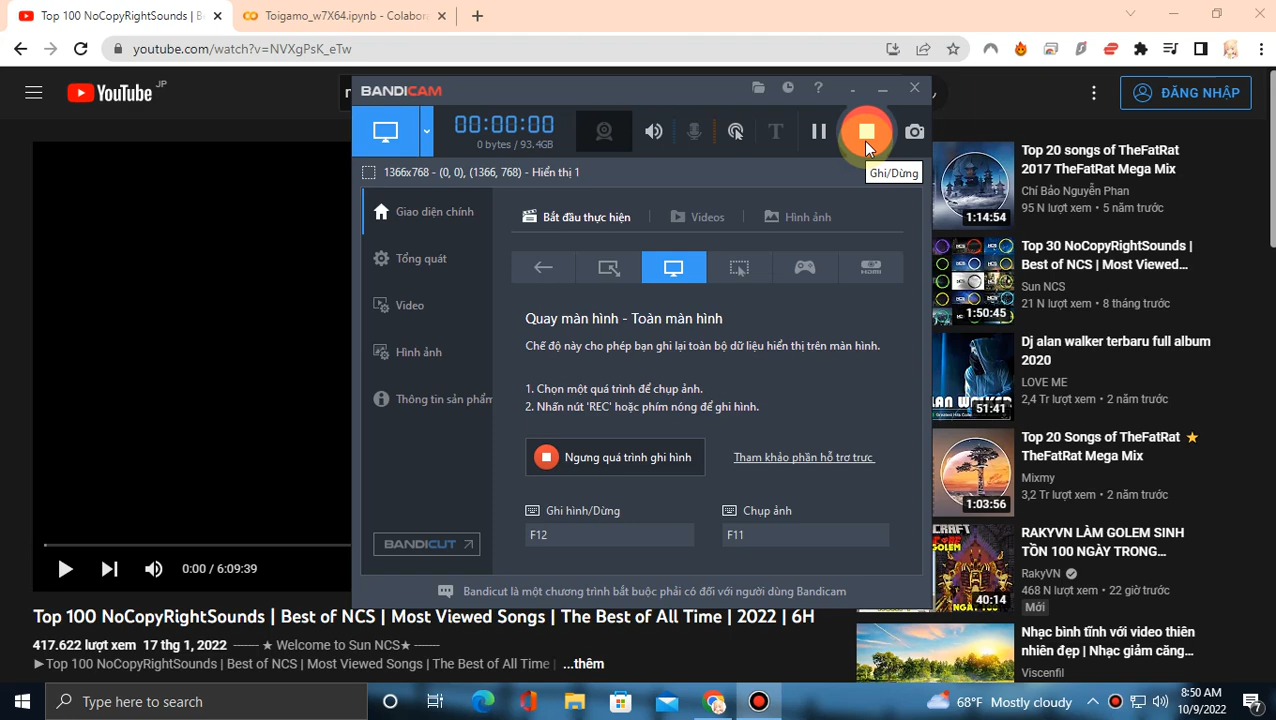 Top 100 NoCopyRightSounds | B
Toigamo_w7X64.ipynb - Colabora
youtube.com/watch?v=NVXgPsK_eTw
YouTube JP
ĐĂNG NHẬP
BANDICAM
00:00:00
0 bytes / 93.4GB
Ghi/Dừng
1366x768 - (0, 0), (1366, 768) - Hiển thị 1
Giao diện chính
Tổng quát
Video
Hình ảnh
Thông tin sản phẩm
BANDICUT
Bắt đầu thực hiện
Videos
Hình ảnh
HDMI
Quay màn hình - Toàn màn hình
Chế độ này cho phép bạn ghi lại toàn bộ dữ liệu hiển thị trên màn hình.
1. Chọn một quá trình để chụp ảnh.
2. Nhấn nút 'REC' hoặc phím nóng để ghi hình.
Ngưng quá trình ghi hình
Tham khảo phần hỗ trợ trực
Ghi hình/Dừng
Chụp ảnh
F12
F11
Bandicut là một chương trình bắt buộc phải có đối với người dùng Bandicam
0:00 / 6:09:39
Top 100 NoCopyRightSounds | Best of NCS | Most Viewed Songs | The Best of All Time | 2022 | 6H
417.622 lượt xem 17 thg 1, 2022 ------- ★ Welcome to Sun NCS★-------
►Top 100 NoCopyRightSounds | Best of NCS | Most Viewed Songs | The Best of All Time | ...thêm
Top 20 songs of TheFatRat
2017 TheFatRat Mega Mix
Chí Bảo Nguyễn Phan
95 N lượt xem • 5 năm trước
1:14:54
Top 30 NoCopyRightSounds |
Best of NCS | Most Viewed...
Sun NCS
21 N lượt xem • 8 tháng trước
1:50:45
Dj alan walker terbaru full album
2020
LOVE ME
2,4 Tr lượt xem • 2 năm trước
51:41
Top 20 Songs of TheFatRat ★
TheFatRat Mega Mix
Mixmy
3,2 Tr lượt xem • 2 năm trước
1:03:56
RAKYVN LÀM GOLEM SINH
TỒN 100 NGÀY TRONG...
RakyVN
468 N lượt xem • 22 giờ trước
Mới
40:14
Nhạc bình tĩnh với video thiên
nhiên đẹp | Nhạc giảm căng...
Viscenfil
Type here to search
68°F Mostly cloudy
8:50 AM
10/9/2022
7